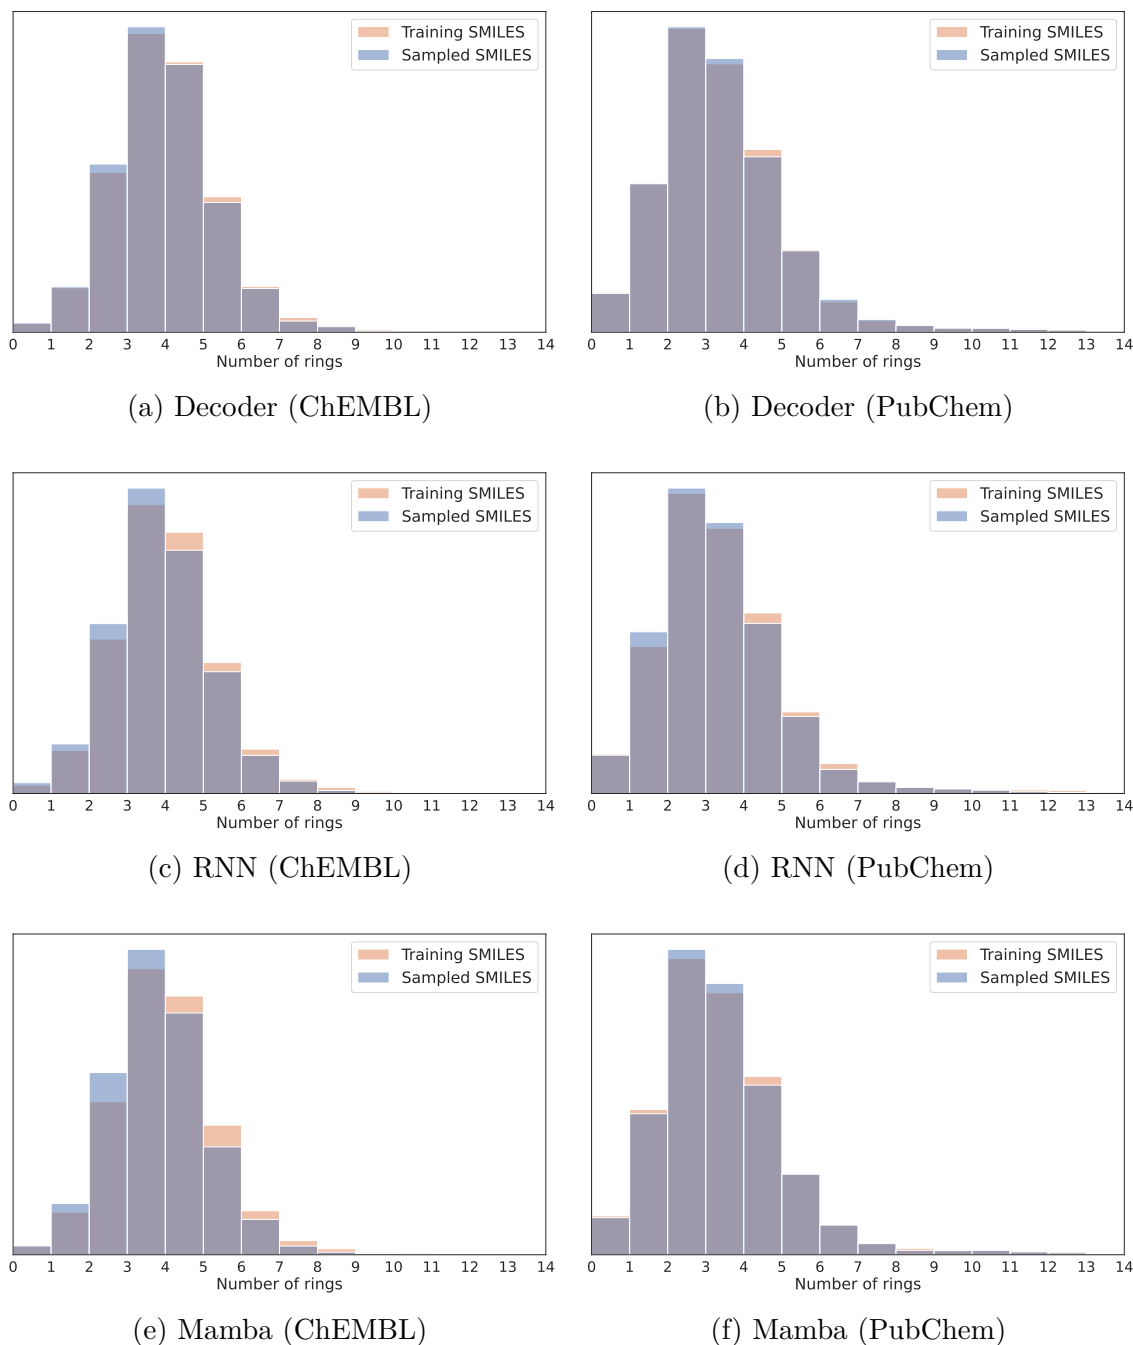 Training SMILES
Sampled SMILES
0 1 2 3 4 5 6 7 8 9 10 11 12 13 14
Number of rings
(a) Decoder (ChEMBL)
Training SMILES
Sampled SMILES
0 1 2 3 4 5 6 7 8 9 10 11 12 13 14
Number of rings
(b) Decoder (PubChem)
Training SMILES
Sampled SMILES
0 1 2 3 4 5 6 7 8 9 10 11 12 13 14
Number of rings
(c) RNN (ChEMBL)
Training SMILES
Sampled SMILES
0 1 2 3 4 5 6 7 8 9 10 11 12 13 14
Number of rings
(d) RNN (PubChem)
Training SMILES
Sampled SMILES
0 1 2 3 4 5 6 7 8 9 10 11 12 13 14
Number of rings
(e) Mamba (ChEMBL)
Training SMILES
Sampled SMILES
0 1 2 3 4 5 6 7 8 9 10 11 12 13 14
Number of rings
(f) Mamba (PubChem)